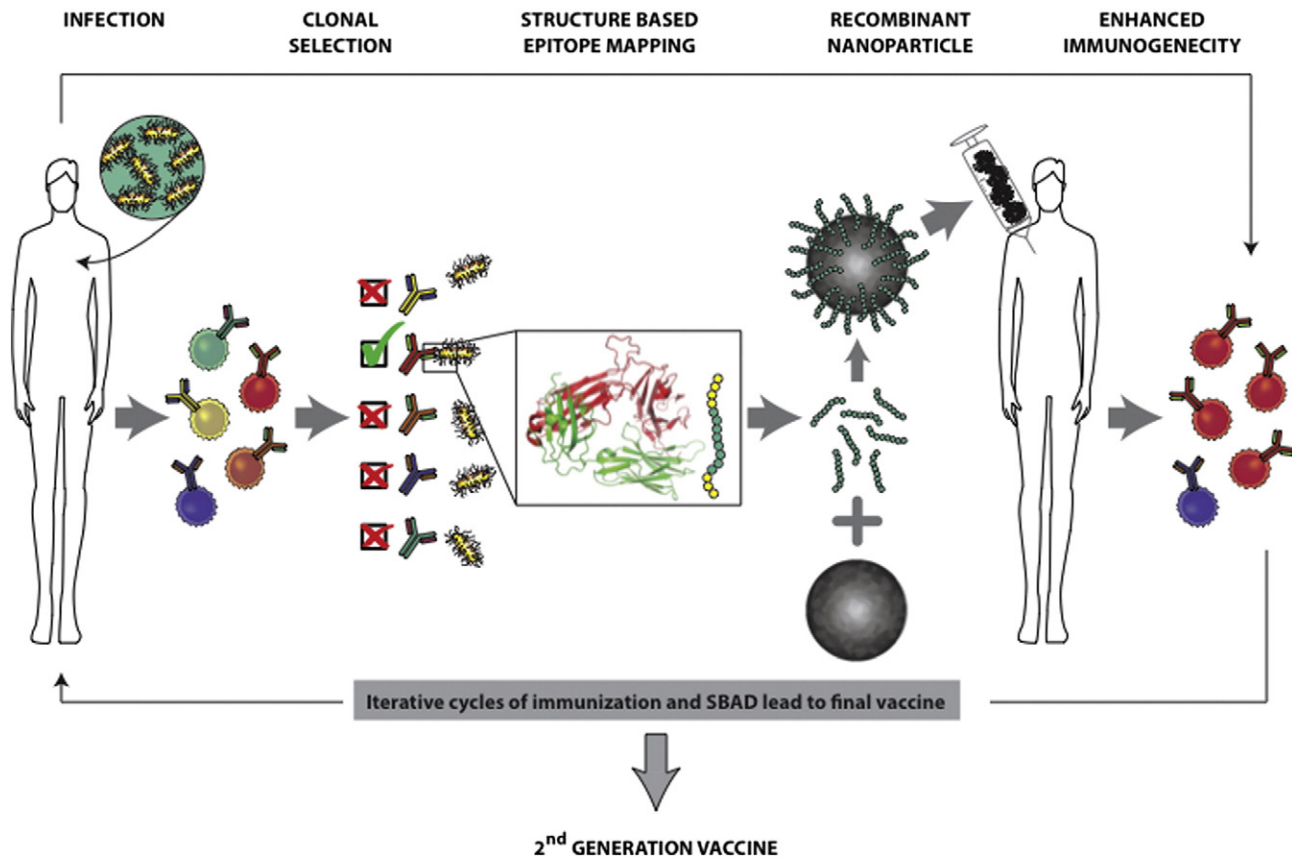 INFECTION
CLONAL
SELECTION
STRUCTURE BASED
EPITOPE MAPPING
RECOMBINANT
NANOPARTICLE
ENHANCED
IMMUNOGENECITY
Iterative cycles of immunization and SBAD lead to final vaccine
2nd GENERATION VACCINE